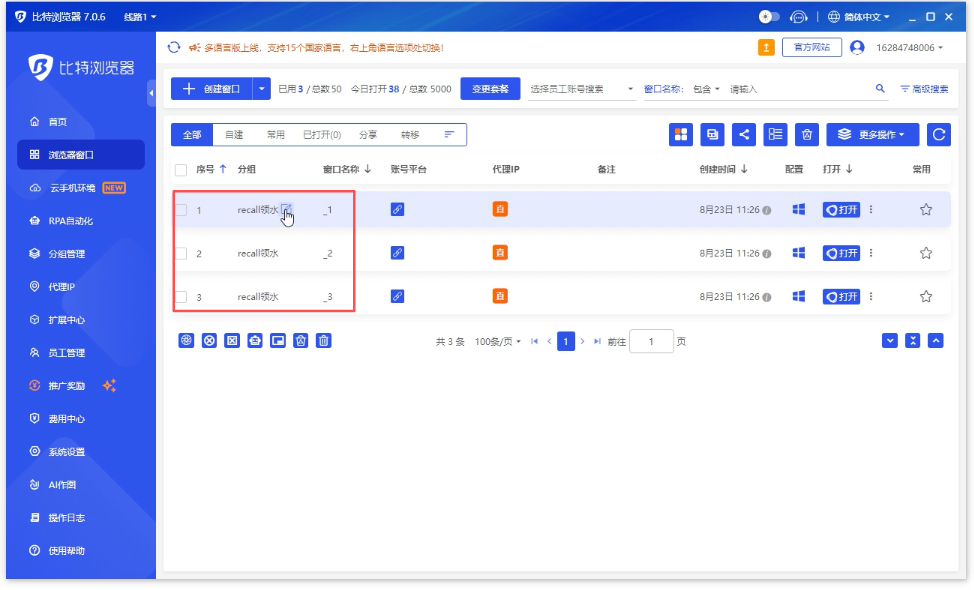 比特浏览器 7.0.6 线路1 简体中文
比特浏览器
多语言版上线，支持15个国家语言，右上角语言选项处切换! 官方网站 16284748006
创建窗口 已用 3 / 总数 50 今日打开 38 / 总数 5000 变更套餐 选择员工账号搜索 窗口名称: 包含 请输入 高级搜索
首页
浏览器窗口
云手机环境 NEW
RPA自动化
分组管理
代理IP
扩展中心
员工管理
推广奖励
费用中心
系统设置
AI作图
操作日志
使用帮助
全部 自建 常用 已打开(0) 分享 转移 更多操作
序号 分组 窗口名称 账号平台 代理IP 备注 创建时间 配置 打开 常用
1 recall领水 _1 直 8月23日 11:26 打开
2 recall领水 _2 直 8月23日 11:26 打开
3 recall领水 _3 直 8月23日 11:26 打开
共 3 条 100条/页 1 前往 1 页